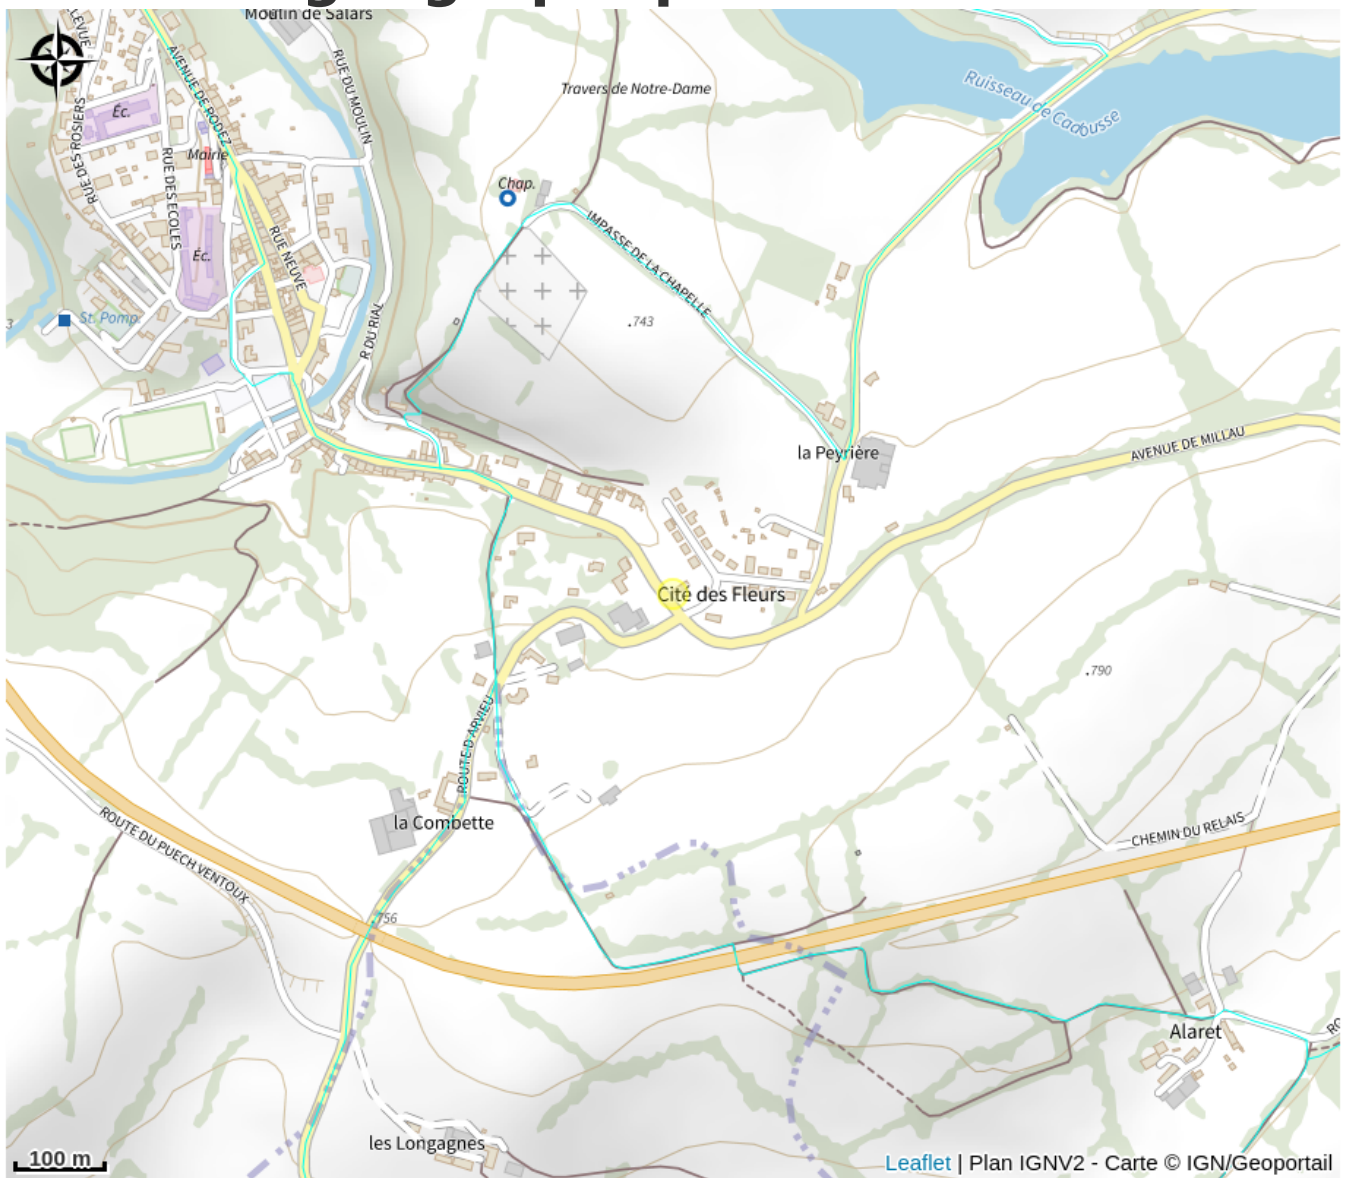 Moulin de Salars
LEVUE
AVENUE DE RODEZ
RUE DU MOULIN
Travers de Notre-Dame
Ruisseau de Cadousse
Éc.
RUE DES ROSIERS
Mairie
RUE DES ECOLES
Chap.
IMPASSE DE LA CHAPELLE
Éc.
RUE NEUVE
St. Pomp.
3
743
R DU RIAL
la Peyrière
AVENUE DE MILLAU
Cité des Fleurs
790
ROUTE D'ARVIEU
la Combette
ROUTE DU PUECH VENTOUX
CHEMIN DU RELAIS
756
Alaret
RO
les Longagnes
100 m
Leaflet | Plan IGNV2 - Carte © IGN/Geoportail